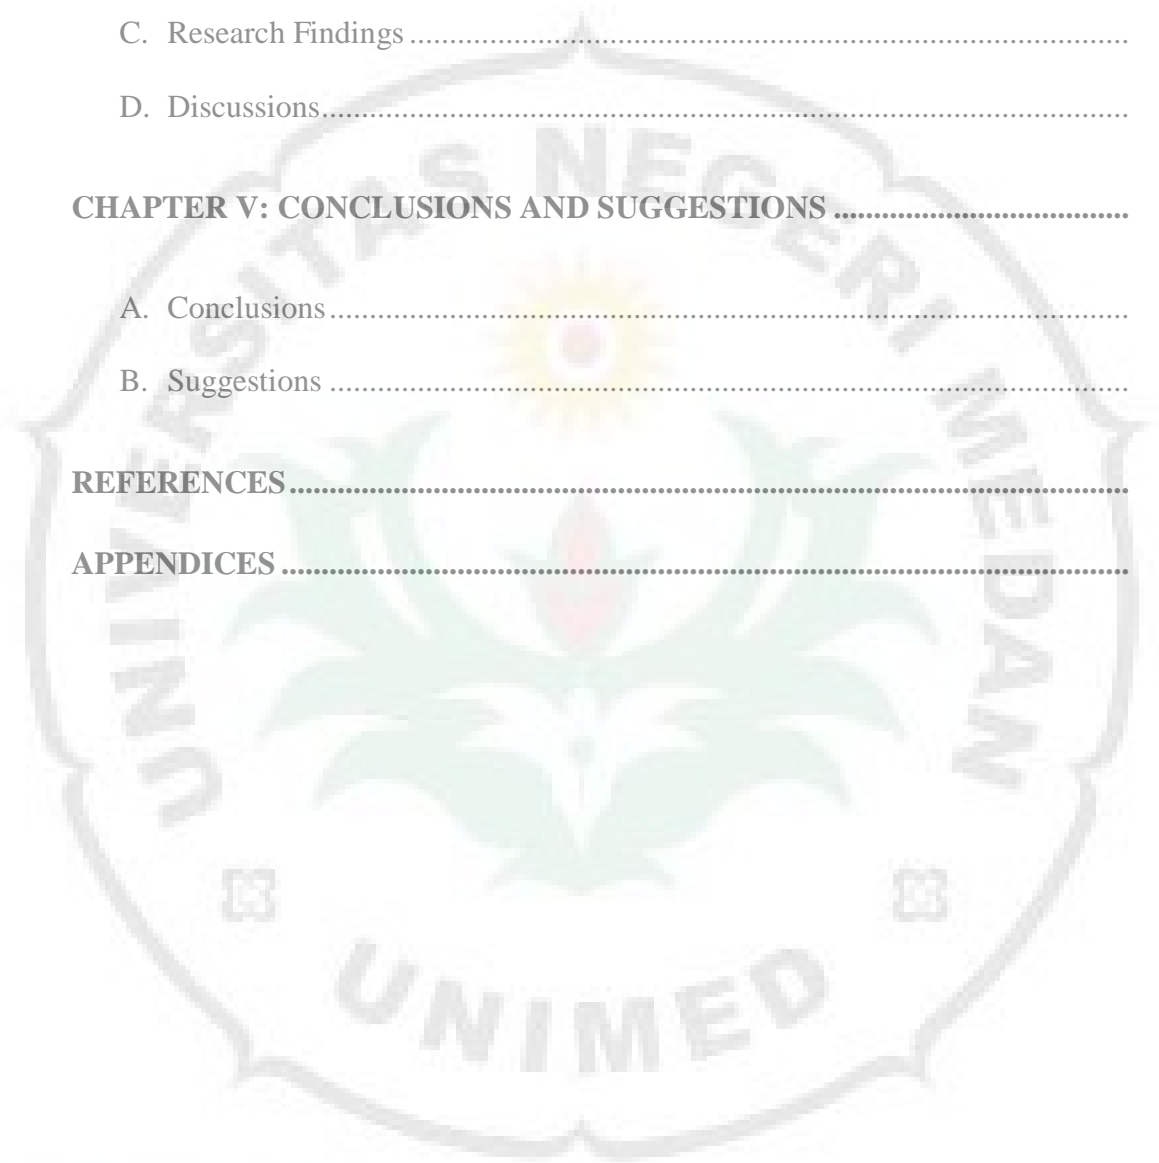 C. Research Findings ..........................................................................................
D. Discussions.....................................................................................................
CHAPTER V: CONCLUSIONS AND SUGGESTIONS .....................................
A. Conclusions ....................................................................................................
B. Suggestions ....................................................................................................
REFERENCES.........................................................................................................
APPENDICES ..........................................................................................................
UNIVERSITAS NEGERI MEDAN
UNIMED